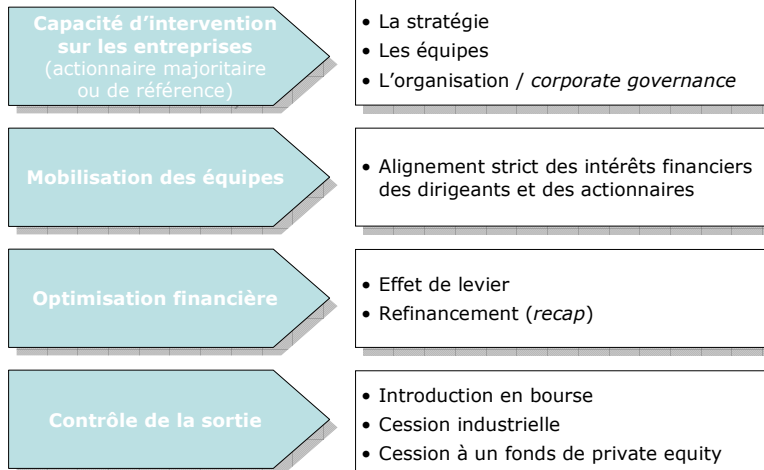 Capacité d'intervention
sur les entreprises
(actionnaire majoritaire
ou de référence)
• La stratégie
• Les équipes
• L'organisation / corporate governance
Mobilisation des équipes
• Alignement strict des intérêts financiers
des dirigeants et des actionnaires
Optimisation financière
• Effet de levier
• Refinancement (recap)
Contrôle de la sortie
• Introduction en bourse
• Cession industrielle
• Cession à un fonds de private equity